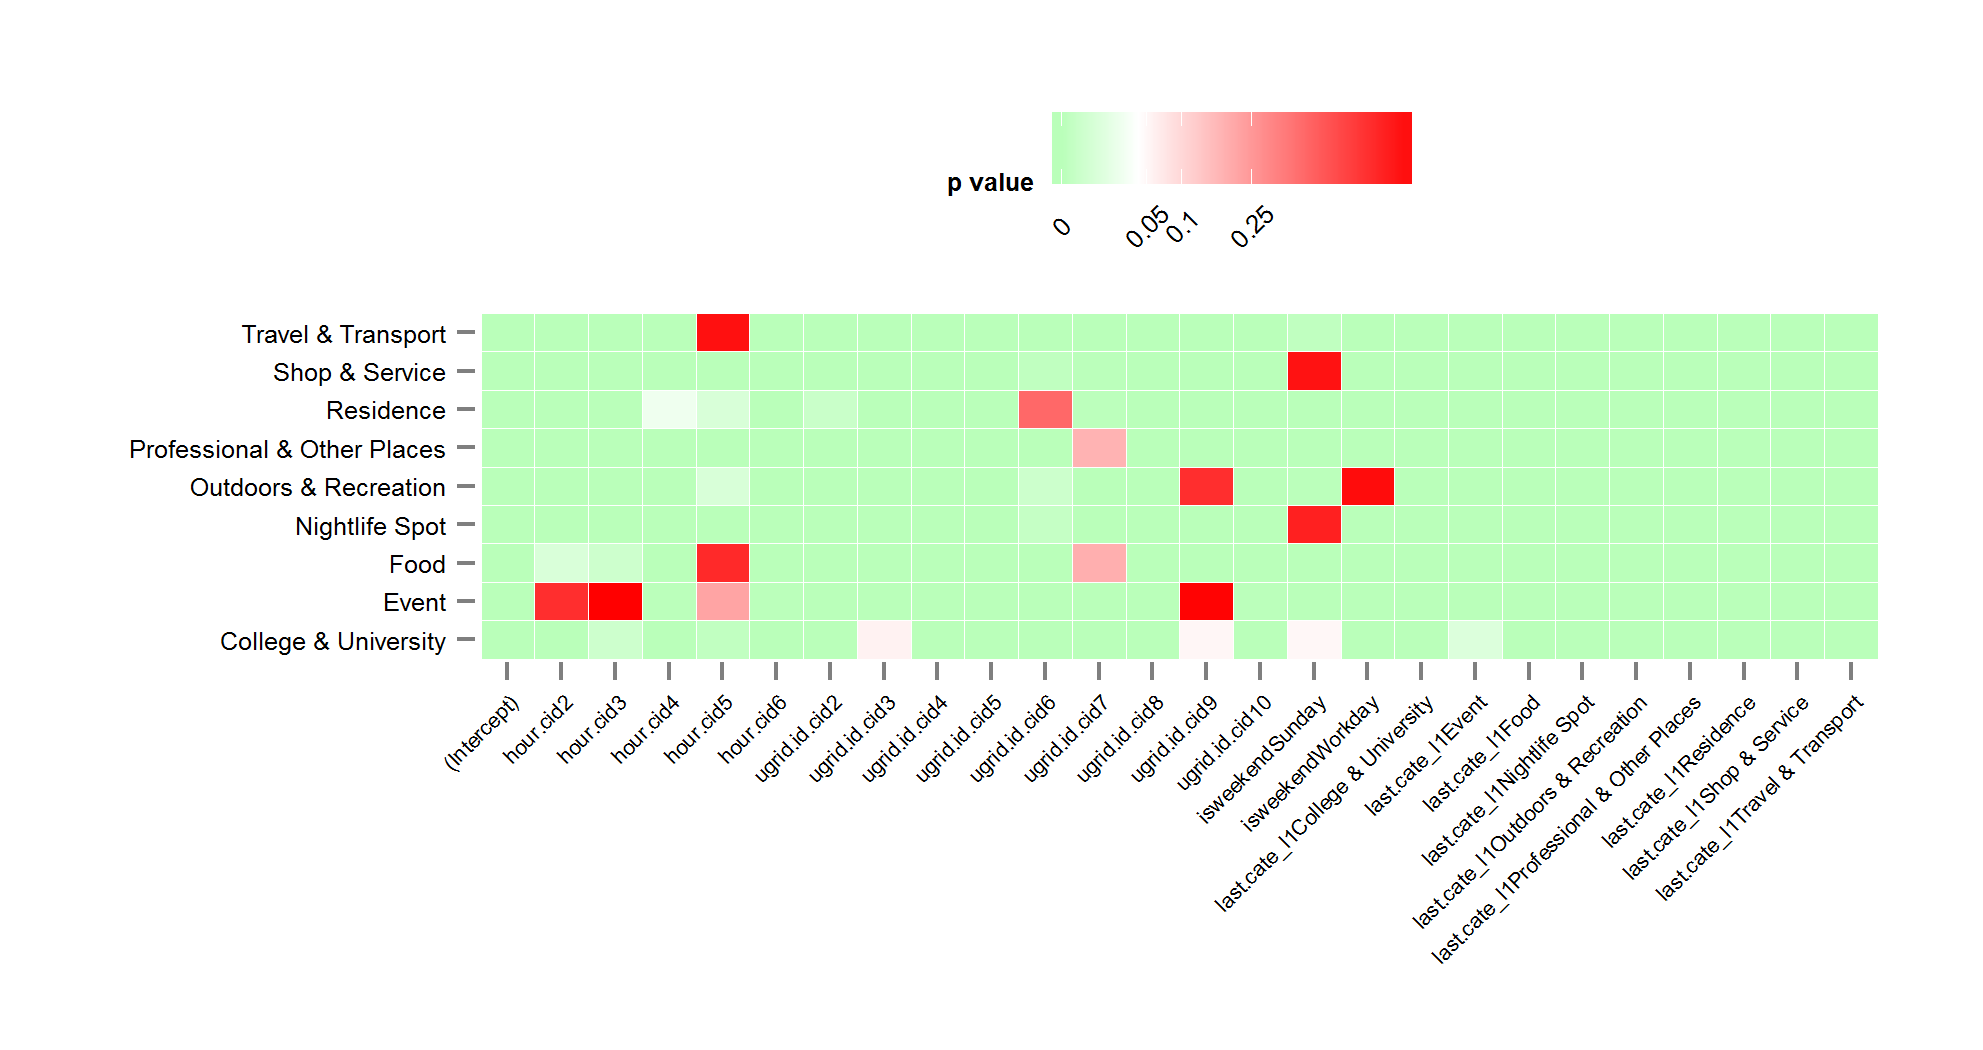 p value
0
0.05
0.1
0.25
Travel & Transport
Shop & Service
Residence
Professional & Other Places
Outdoors & Recreation
Nightlife Spot
Food
Event
College & University
(Intercept)
hour.cid2
hour.cid3
hour.cid4
hour.cid5
hour.cid6
ugrid.id.cid2
ugrid.id.cid3
ugrid.id.cid4
ugrid.id.cid5
ugrid.id.cid6
ugrid.id.cid7
ugrid.id.cid8
ugrid.id.cid9
ugrid.id.cid10
isweekendSunday
isweekendWorkday
last.cate_l1College & University
last.cate_l1Event
last.cate_l1Food
last.cate_l1Nightlife Spot
last.cate_l1Outdoors & Recreation
last.cate_l1Professional & Other Places
last.cate_l1Residence
last.cate_l1Shop & Service
last.cate_l1Travel & Transport